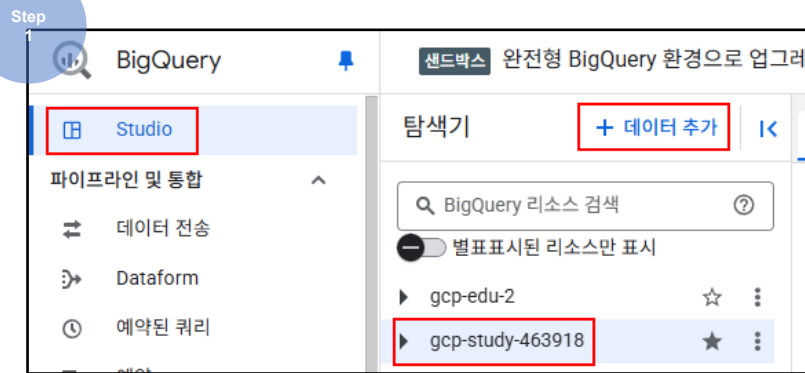 Step
1
BigQuery
샌드박스 완전형 BigQuery 환경으로 업그레
Studio
탐색기
+ 데이터 추가
파이프라인 및 통합
BigQuery 리소스 검색
데이터 전송
별표표시된 리소스만 표시
Dataform
gcp-edu-2
예약된 쿼리
gcp-study-463918